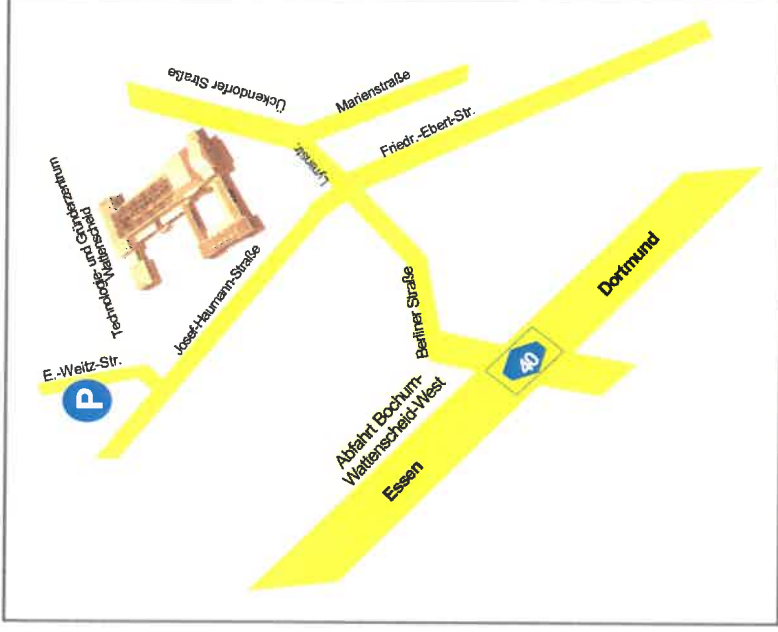 Ückendorfer Straße
Marienstraße
Lyrenstr.
Friedr.-Ebert-Str.
Technologie- und Gründerzentrum
Wattenscheid
Josef-Haumann-Straße
E.-Weitz-Str.
P
Berliner Straße
Dortmund
40
Abfahrt Bochum-
Wattenscheid-West
Essen